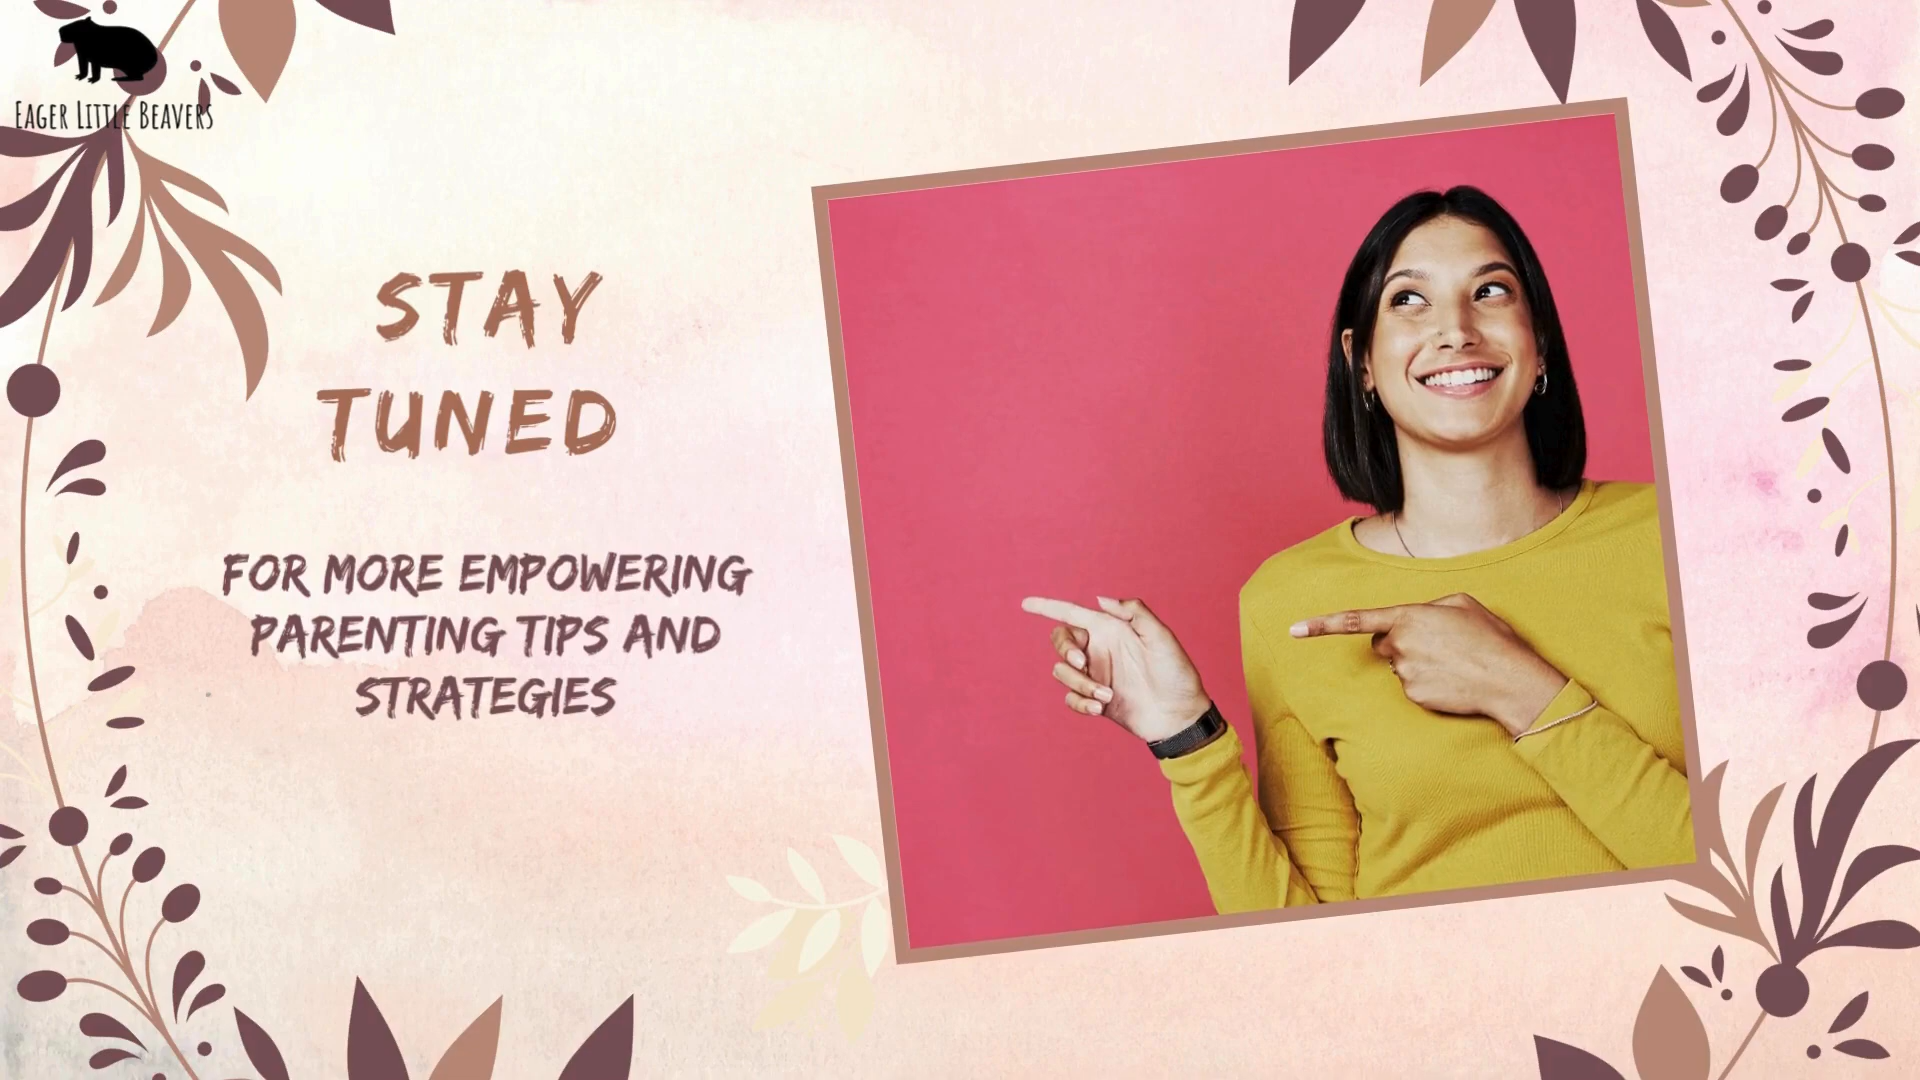 Eager Little Beavers
STAY
TUNED
FOR MORE EMPOWERING
PARENTING TIPS AND
STRATEGIES